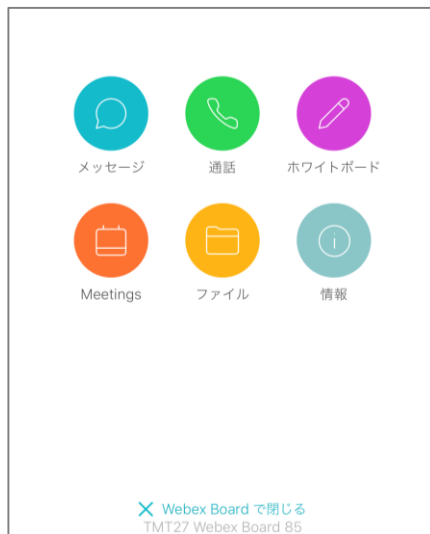 メッセージ
通話
ホワイトボード
Meetings
ファイル
情報
Webex Board で閉じる
TMT27 Webex Board 85